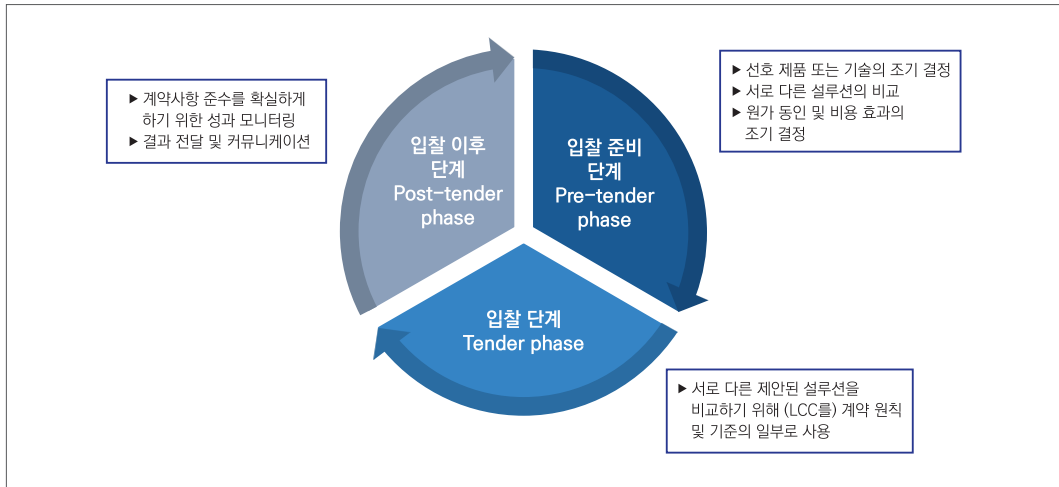 ▶ 계약사항 준수를 확실하게
하기 위한 성과 모니터링
▶ 결과 전달 및 커뮤니케이션
▶ 선호 제품 또는 기술의 조기 결정
▶ 서로 다른 설루션의 비교
▶ 원가 동인 및 비용 효과의
조기 결정
입찰 이후
단계
Post-tender
phase
입찰 준비
단계
Pre-tender
phase
입찰 단계
Tender phase
▶ 서로 다른 제안된 설루션을
비교하기 위해 (LCC를) 계약 원칙
및 기준의 일부로 사용